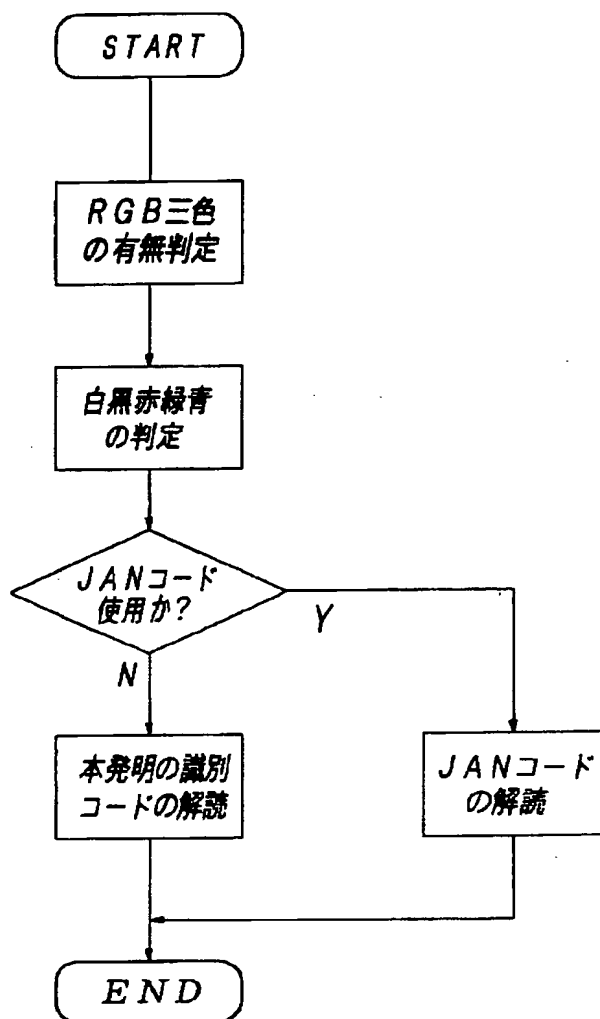 START
RGB三色
の有無判定
白黒赤緑青
の判定
JANコード
使用か?
Y
N
本発明の識別
コードの解読
JANコード
の解読
END